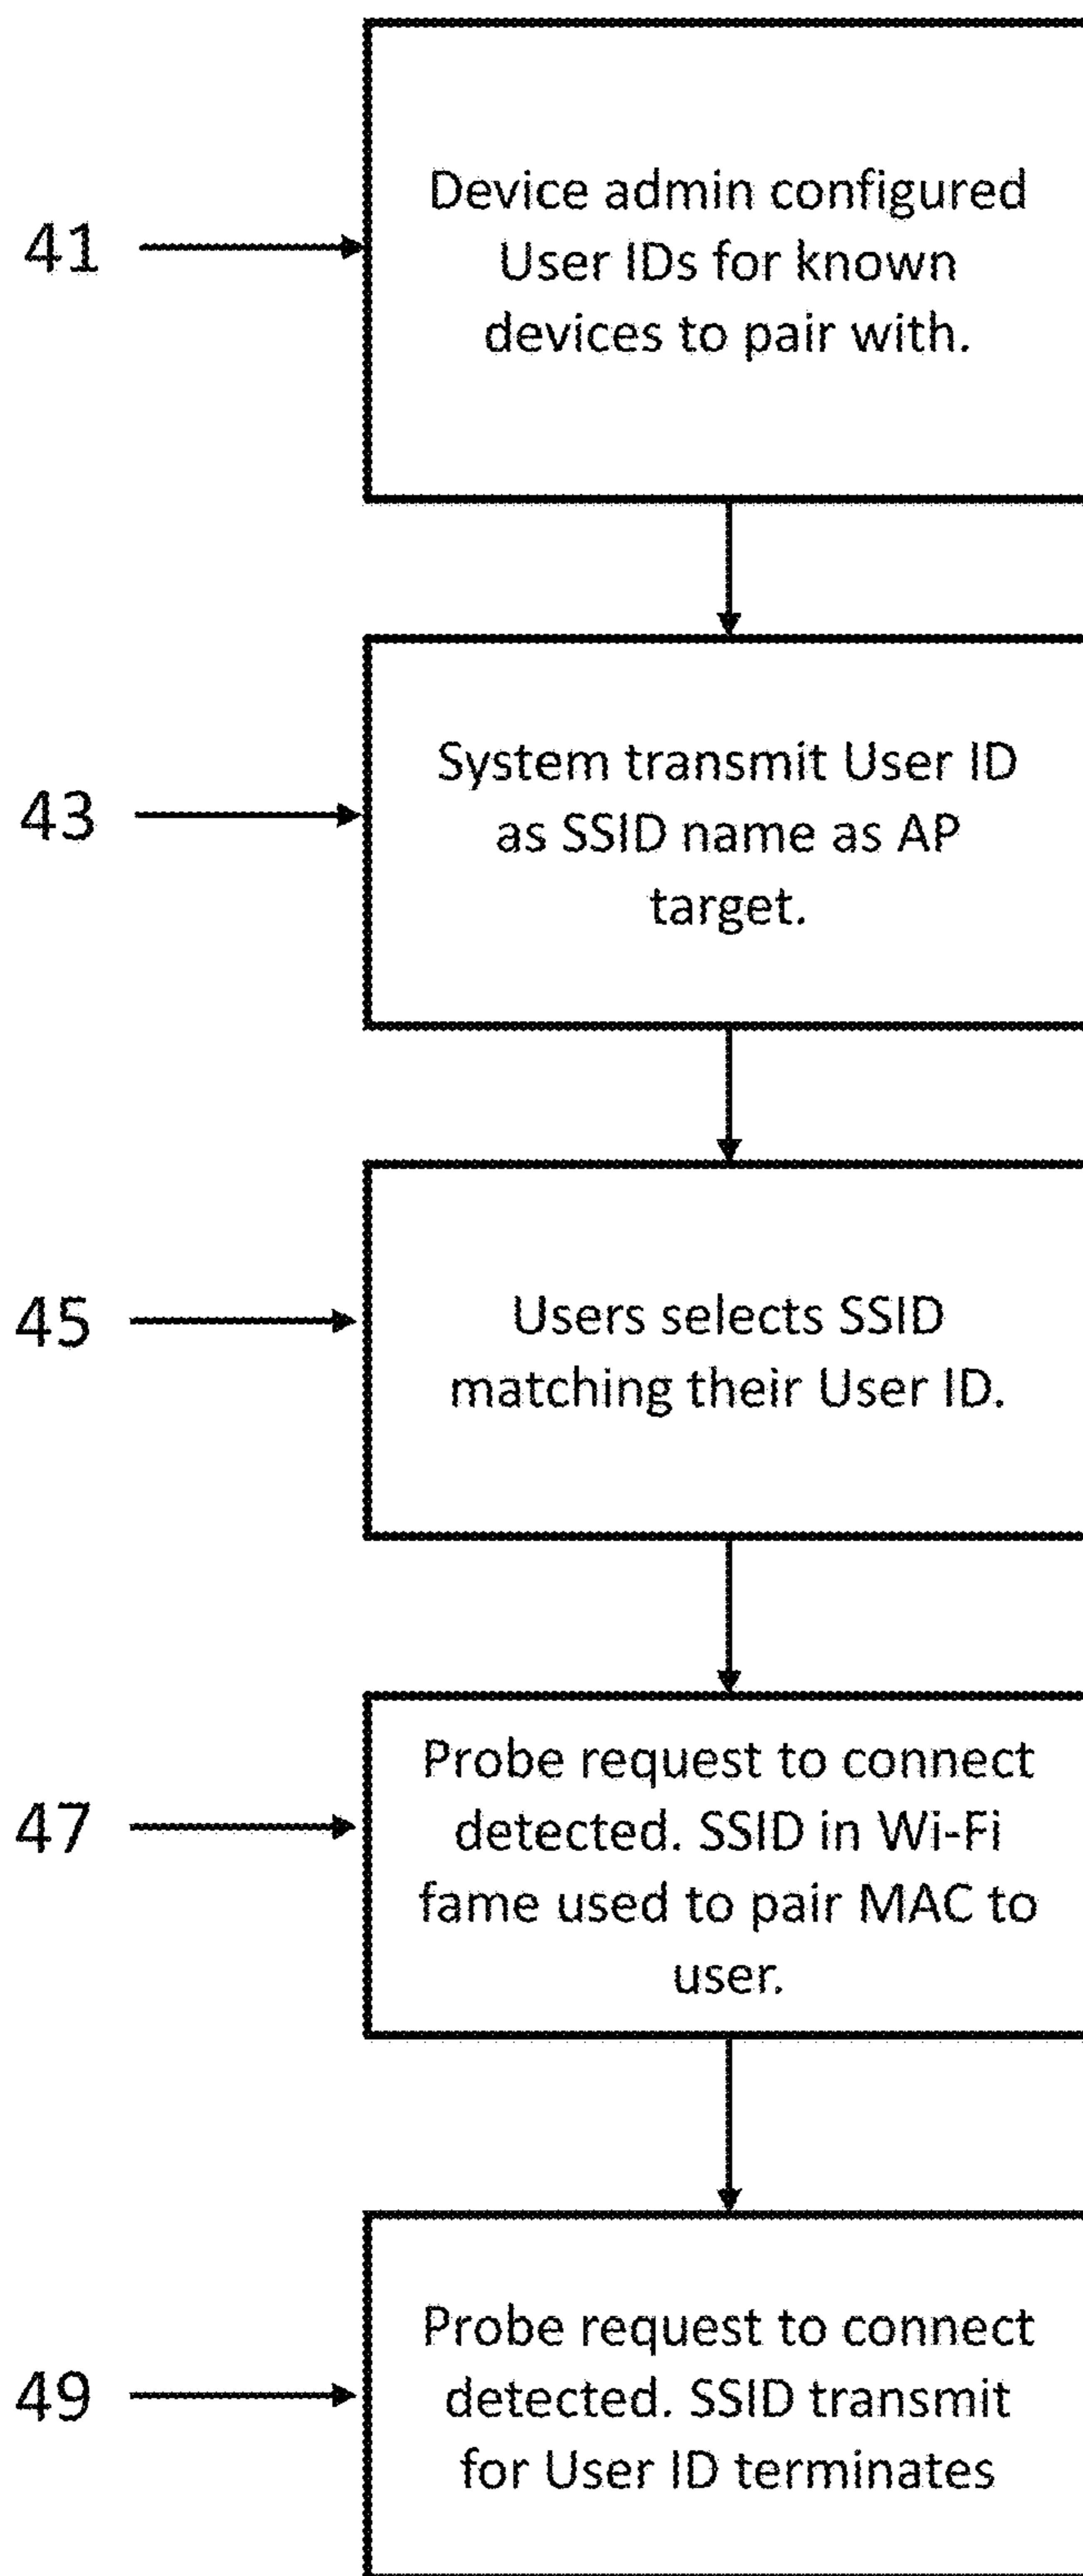 41
Device admin configured
User IDs for known
devices to pair with.
43
System transmit User ID
as SSID name as AP
target.
45
Users selects SSID
matching their User ID.
47
Probe request to connect
detected. SSID in Wi-Fi
fame used to pair MAC to
user.
49
Probe request to connect
detected. SSID transmit
for User ID terminates